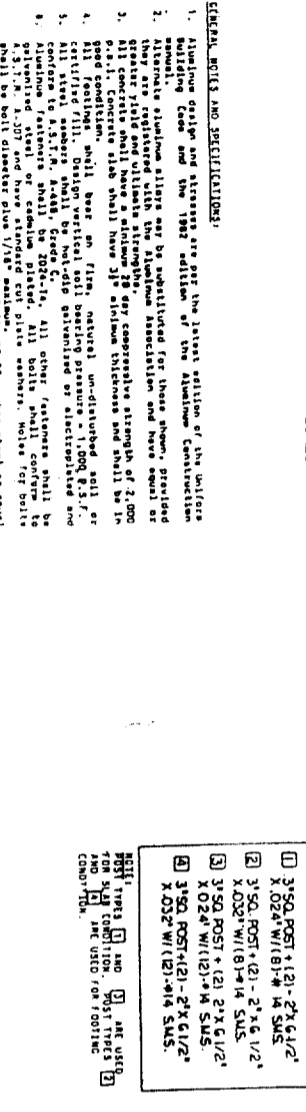 GENERAL NOTES AND SPECIFICATIONS:
1. Aluminum design and stresses are per the latest edition of the Uniform
Building Code and the 1982 edition of the Aluminum Construction
Manual.
2. Alternate aluminum alloys may be substituted for those shown, provided
they are registered with the Aluminum Association and have equal or
greater yield and ultimate strengths.
3. All concrete shall have a minimum 28 day compressive strength of 2,000
p.s.i. Concrete slab shall have 3½" minimum thickness and shall be in
good condition.
4. All footings shall bear on firm, natural un-disturbed soil or
certified fill. Design vertical soil bearing pressure = 1,000 P.S.F.
5. All steel members shall be hot-dip galvanized or electroplated and
conform to A.S.T.M. A-446, Grade C.
6. Aluminum fasteners shall be 2024-T4. All other fasteners shall be
galvanized steel or cadmium plated. All bolts shall conform to
A.S.T.M. A-307 and have standard cut plate washers. Holes for bolts
shall be bolt diameter plus 1/16" maximum.
1 3" SQ. POST + (2) - 2" X 6 1/2"
X .024" W/ (8) - # 14 S.M.S.
2 3" SQ. POST + (2) - 2" X 6 1/2"
X .032" W/ (8) - # 14 S.M.S.
3 3" SQ. POST + (2) 2" X 6 1/2"
X .024" W/ (12) - # 14 S.M.S.
4 3" SQ. POST + (2) - 2" X 6 1/2"
X .032" W/ (12) - # 14 S.M.S.
NOTE:
POST TYPES 1 AND 3 ARE USED
FOR SLAB CONDITION. POST TYPES 2
AND 4 ARE USED FOR FOOTING
CONDITION.